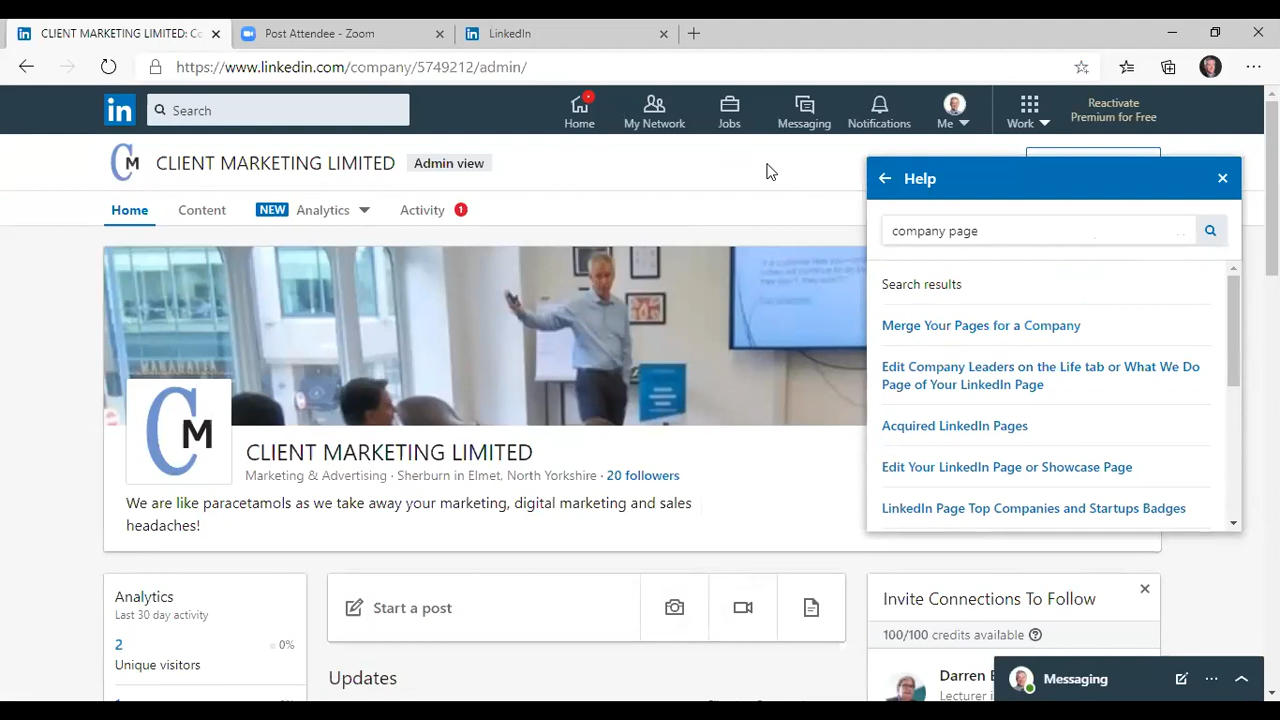 CLIENT MARKETING LIMITED: Co
Post Attendee - Zoom
LinkedIn
https://www.linkedin.com/company/5749212/admin/
in
Search
Home
My Network
Jobs
Messaging
Notifications
Me
Work
Reactivate
Premium for Free
CM
CLIENT MARKETING LIMITED
Admin view
Home
Content
NEW
Analytics
Activity
1
Help
company page
Search results
Merge Your Pages for a Company
Edit Company Leaders on the Life tab or What We Do
Page of Your LinkedIn Page
Acquired LinkedIn Pages
Edit Your LinkedIn Page or Showcase Page
LinkedIn Page Top Companies and Startups Badges
CM
CLIENT MARKETING LIMITED
Marketing & Advertising · Sherburn in Elmet, North Yorkshire · 20 followers
We are like paracetamols as we take away your marketing, digital marketing and sales
headaches!
Analytics
Last 30 day activity
2
0%
Unique visitors
Start a post
Updates
Invite Connections To Follow
100/100 credits available
Darren
Lecturer
Messaging